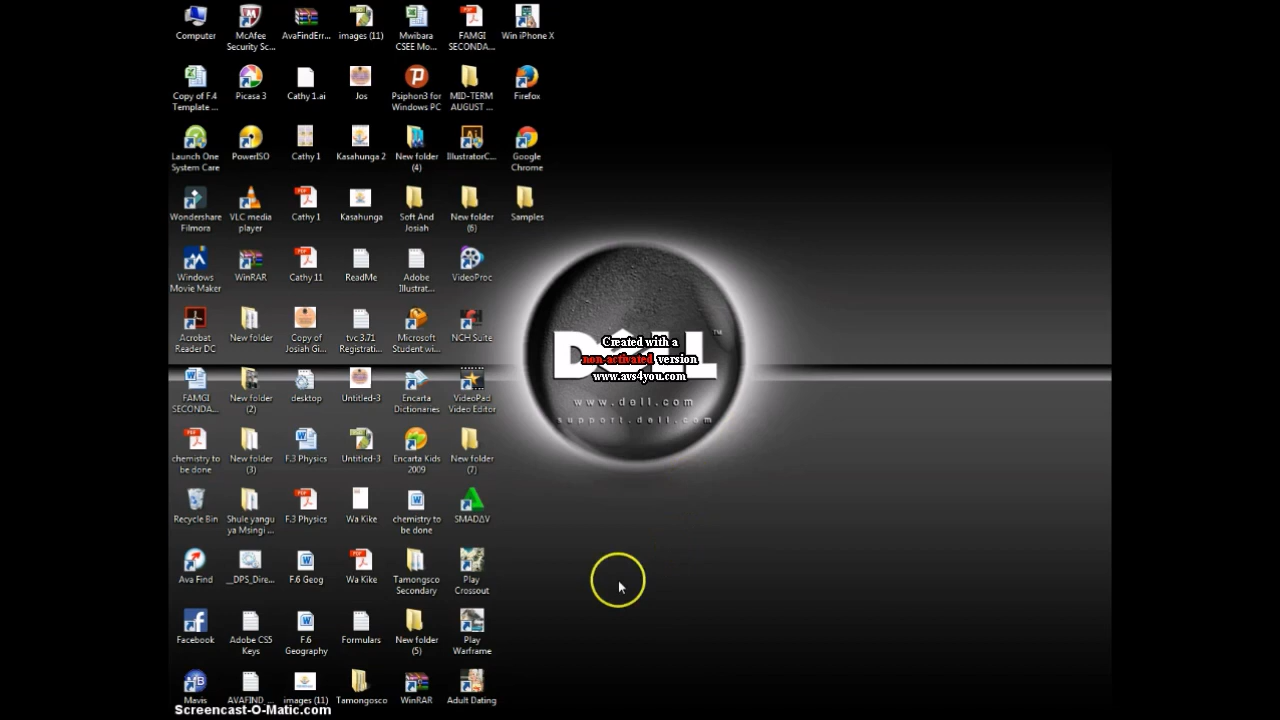 Computer
McAfee
Security Sc...
AvaFindErr...
images (11)
Mwibara
CSEE Mo...
FAMGI
SECONDA...
Win iPhone X
Copy of F.4
Template ...
Picasa 3
Cathy 1.ai
Jos
Psiphon3 for
Windows PC
MID-TERM
AUGUST ...
Firefox
Launch One
System Care
PowerISO
Cathy 1
Kasahunga 2
New folder
(4)
IllustratorC...
Google
Chrome
Wondershare
Filmora
VLC media
player
Cathy 1
Kasahunga
Soft And
Josiah
New folder
(6)
Samples
Windows
Movie Maker
WinRAR
Cathy 11
ReadMe
Adobe
Illustrat...
VideoProc
Acrobat
Reader DC
New folder
Copy of
Josiah Gi...
tvc 3.71
Registrati...
Microsoft
Student wi...
NCH Suite
FAMGI
SECONDA...
New folder
(2)
desktop
Untitled-3
Encarta
Dictionaries
VideoPad
Video Editor
chemistry to
be done
New folder
(3)
F.3 Physics
Untitled-3
Encarta Kids
2009
New folder
(7)
Recycle Bin
Shule yangu
ya Msingi ...
F.3 Physics
Wa Kike
chemistry to
be done
SMADΔV
Ava Find
__DPS_Dire...
F.6 Geog
Wa Kike
Tamongsco
Secondary
Play
Crossout
Facebook
Adobe CS5
Keys
F.6
Geography
Formulars
New folder
(5)
Play
Warframe
Mavis
AVAFIND ...
images (11)
Tamongosco
WinRAR
Adult Dating
DELL
™
Created with a
non-activated version
www.avs4you.com
www.dell.com
support.dell.com
Screencast-O-Matic.com